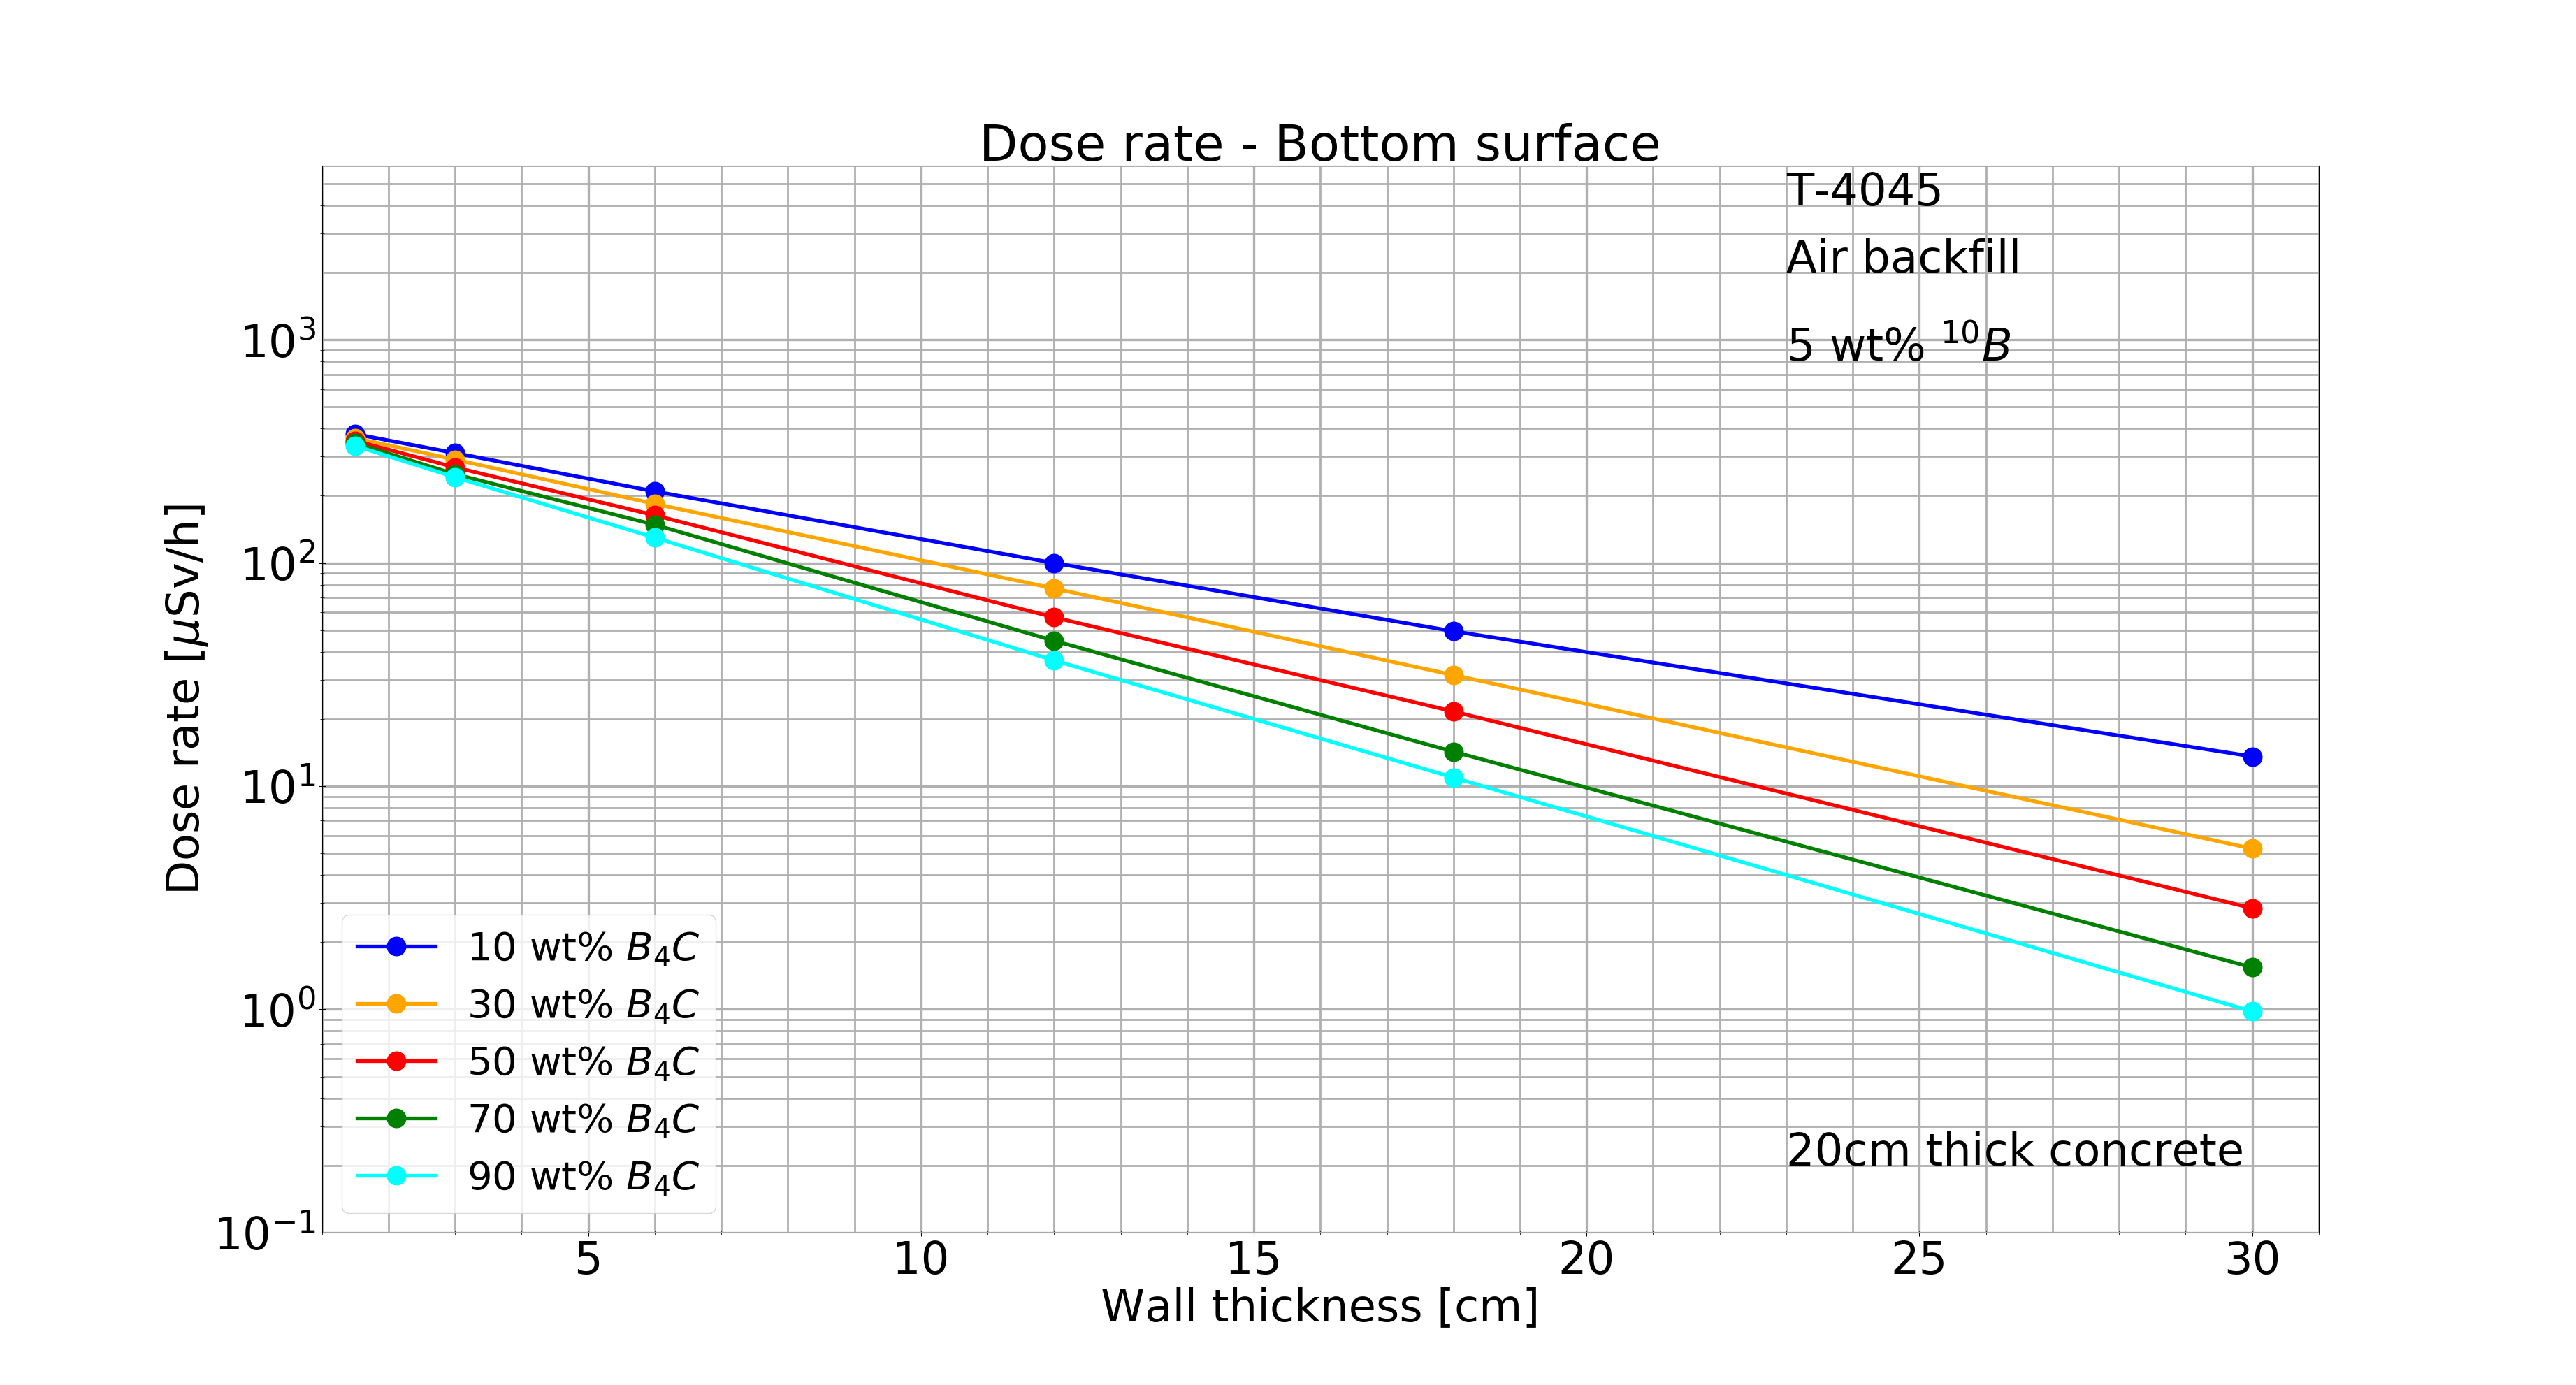 Dose rate - Bottom surface
T-4045
Air backfill
5 wt% ¹⁰B
10³
10²
10¹
10⁰
10⁻¹
Dose rate [μSv/h]
10 wt% B₄C
30 wt% B₄C
50 wt% B₄C
70 wt% B₄C
90 wt% B₄C
20cm thick concrete
5 10 15 20 25 30
Wall thickness [cm]